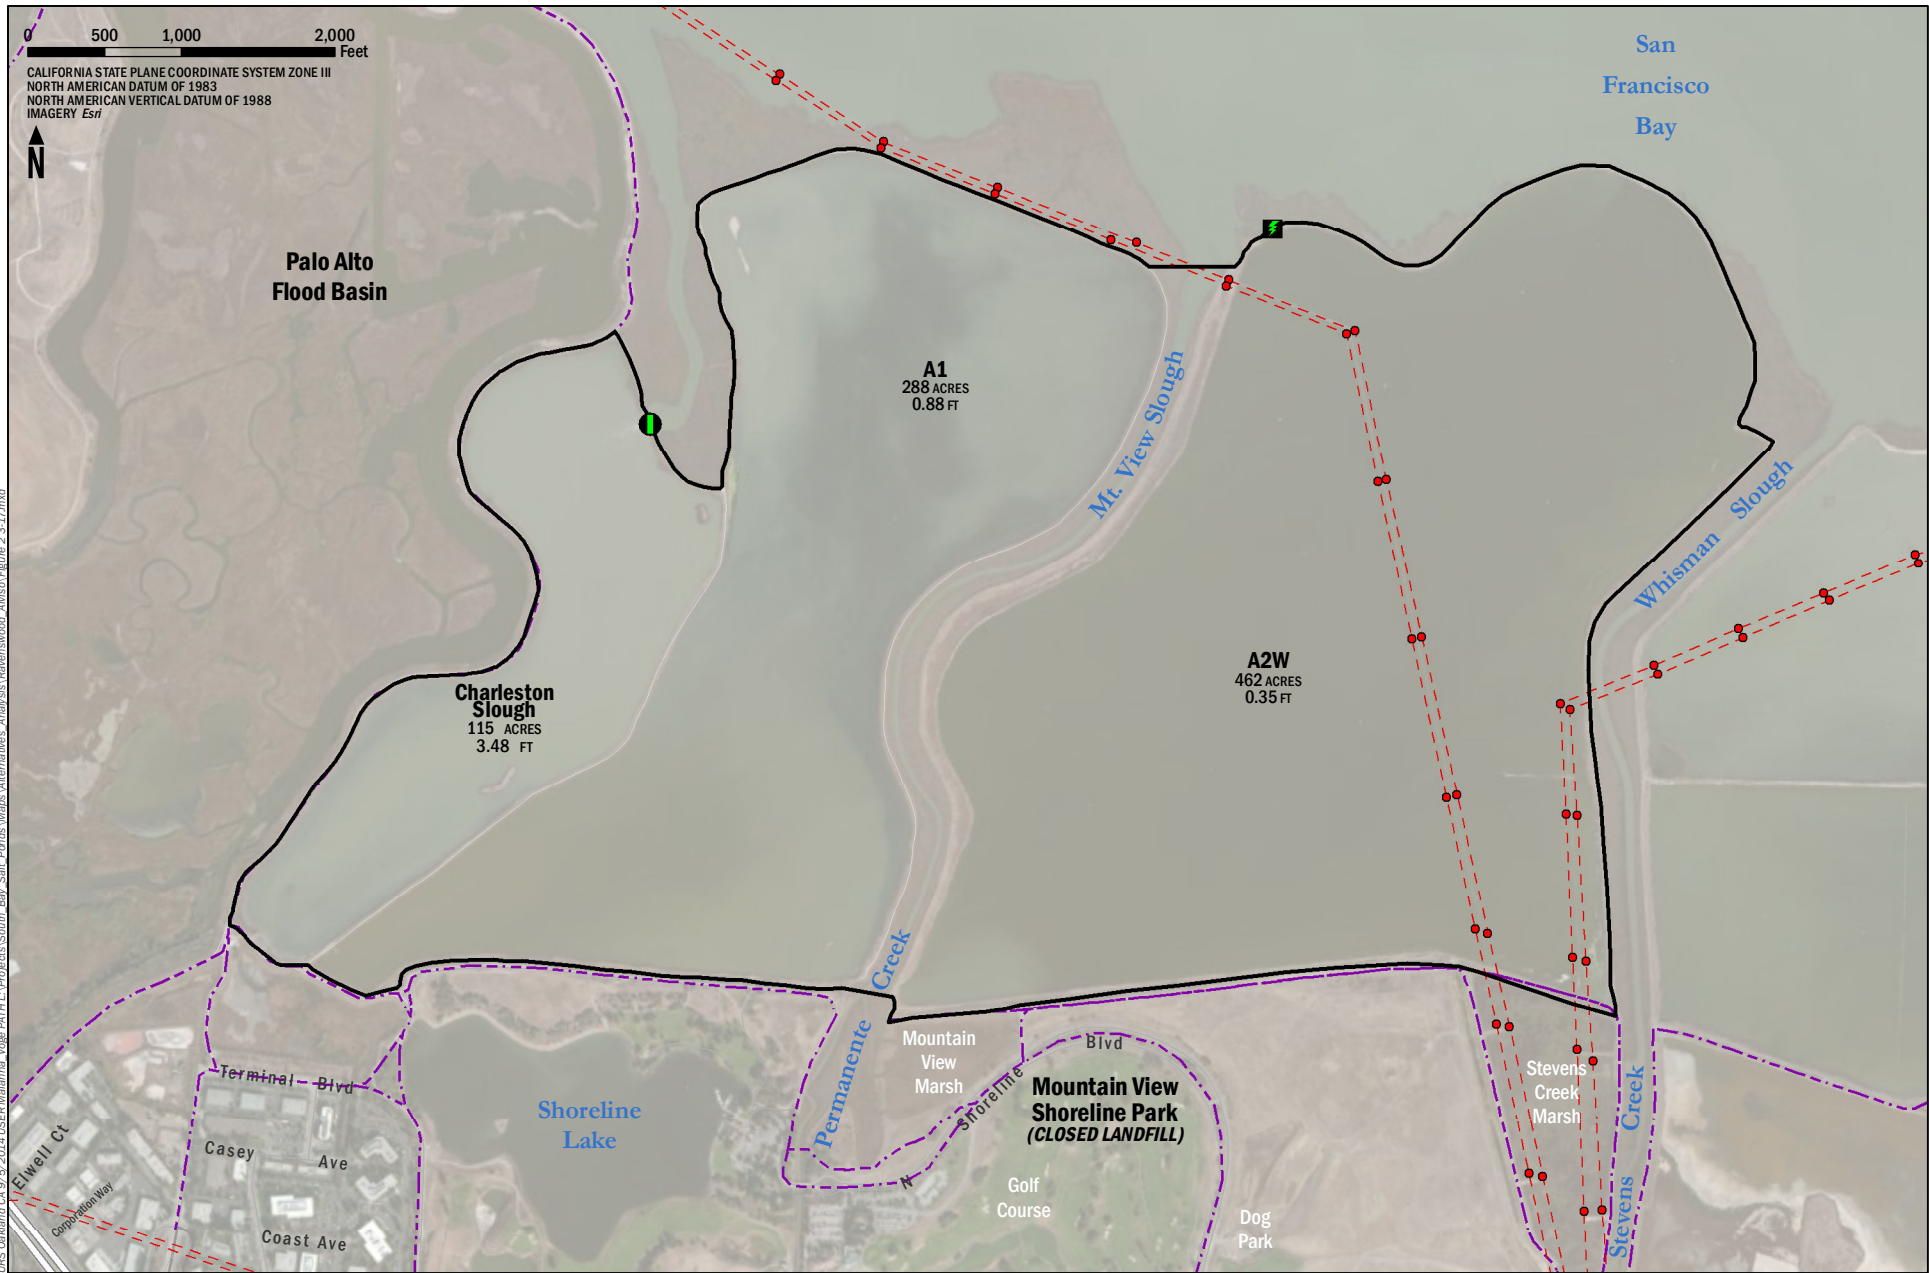 0 500 1,000 2,000
Feet
CALIFORNIA STATE PLANE COORDINATE SYSTEM ZONE III
NORTH AMERICAN DATUM OF 1983
NORTH AMERICAN VERTICAL DATUM OF 1988
IMAGERY Esri
N
San
Francisco
Bay
Palo Alto
Flood Basin
A1
288 ACRES
0.88 FT
Mt. View Slough
Whisman Slough
A2W
462 ACRES
0.35 FT
Charleston
Slough
115 ACRES
3.48 FT
Permanente Creek
Mountain
View
Marsh
N Shoreline Blvd
Mountain View
Shoreline Park
(CLOSED LANDFILL)
Stevens
Creek
Marsh
Stevens Creek
Shoreline
Lake
Terminal Blvd
Casey Ave
Elwell Ct
Corporation Way
Coast Ave
Golf
Course
Dog
Park